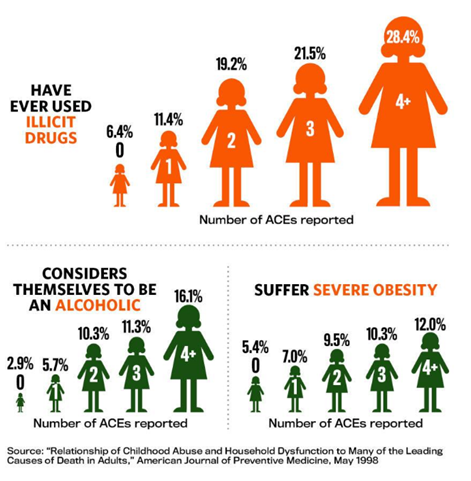 HAVE
EVER USED
ILLICIT
DRUGS
6.4%
0
11.4%
1
19.2%
2
21.5%
3
28.4%
4+
Number of ACEs reported
CONSIDERS
THEMSELVES TO BE
AN ALCOHOLIC
2.9%
0
5.7%
1
10.3%
2
11.3%
3
16.1%
4+
Number of ACEs reported
SUFFER SEVERE OBESITY
5.4%
0
7.0%
1
9.5%
2
10.3%
3
12.0%
4+
Number of ACEs reported
Source: "Relationship of Childhood Abuse and Household Dysfunction to Many of the Leading
Causes of Death in Adults," American Journal of Preventive Medicine, May 1998